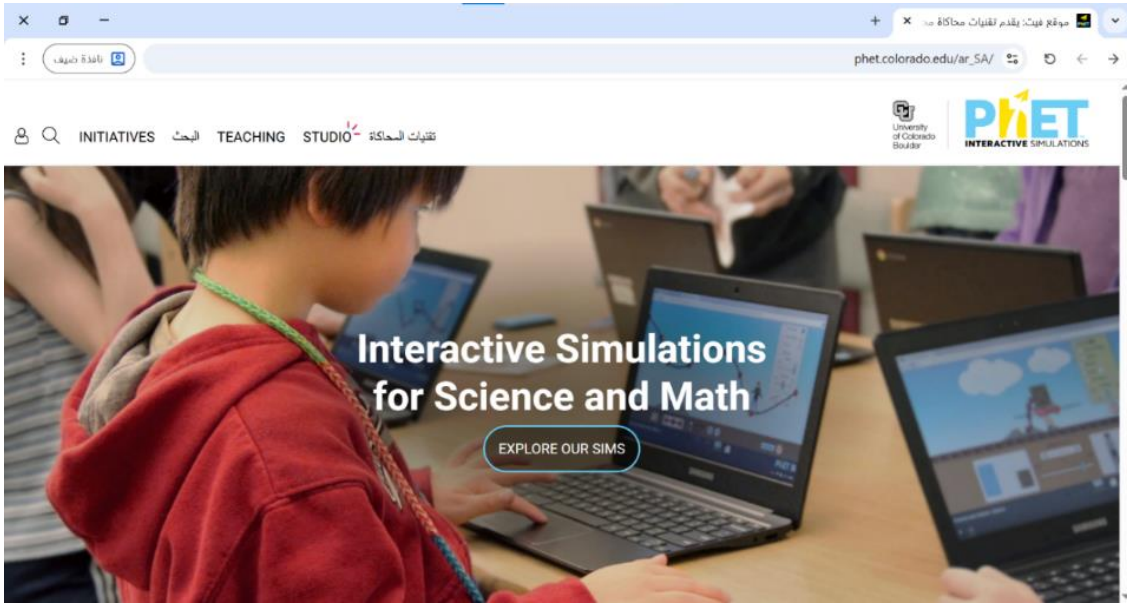 موقع فيت: يقدم تقنيات محاكاة
phet.colorado.edu/ar_SA/
نافذة ضيف
PhET
INTERACTIVE SIMULATIONS
University
of Colorado
Boulder
تقنيات المحاكاة
STUDIO
TEACHING
البحث
INITIATIVES
Interactive Simulations
for Science and Math
EXPLORE OUR SIMS